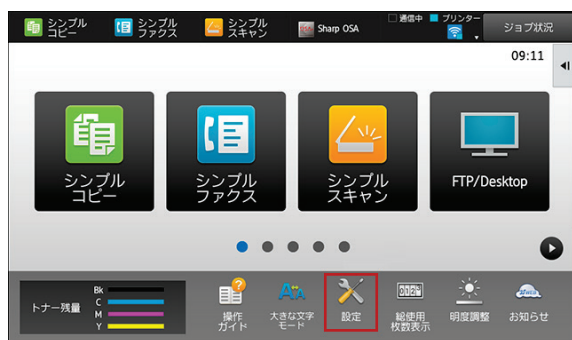 シンプル
コピー
シンプル
ファクス
シンプル
スキャン
Sharp OSA
通信中
プリンター
ジョブ状況
09:11
シンプル
コピー
シンプル
ファクス
シンプル
スキャン
FTP/Desktop
トナー残量
Bk
C
M
Y
操作
ガイド
大きな文字
モード
設定
総使用
枚数表示
明度調整
お知らせ